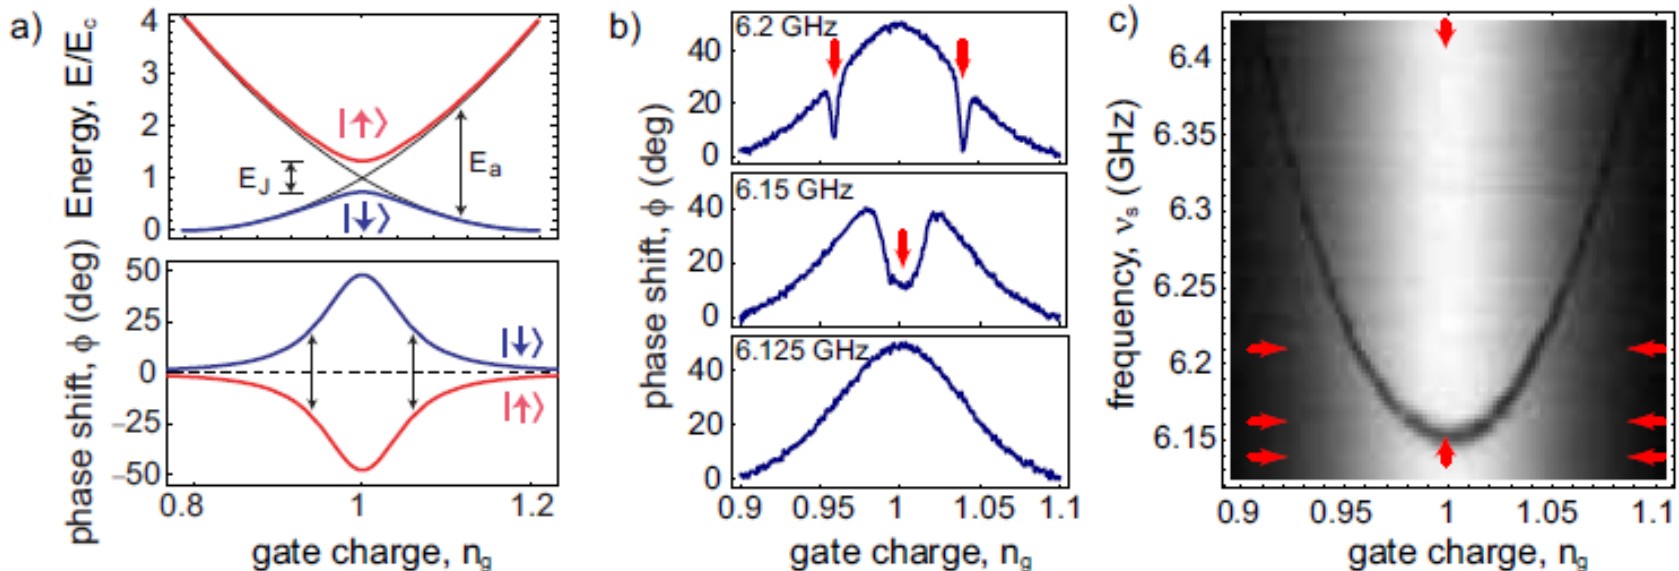 a)
Energy, E/E_c
4
3
2
1
0
|↑⟩
E_J
E_a
|↓⟩
phase shift, ϕ (deg)
50
25
0
−25
−50
|↓⟩
|↑⟩
0.8
1
1.2
gate charge, n_g
b)
phase shift, ϕ (deg)
6.2 GHz
40
20
0
6.15 GHz
40
20
0
6.125 GHz
40
20
0
0.9
0.95
1
1.05
1.1
gate charge, n_g
c)
frequency, ν_s (GHz)
6.4
6.35
6.3
6.25
6.2
6.15
0.9
0.95
1
1.05
1.1
gate charge, n_g